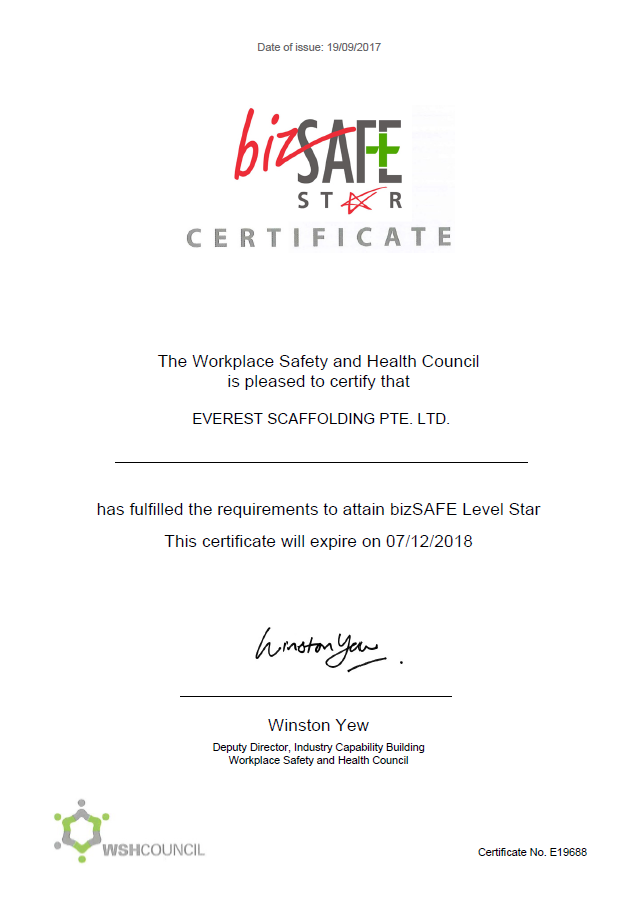 Date of issue: 19/09/2017
bizSAFE
STAR
CERTIFICATE
The Workplace Safety and Health Council
is pleased to certify that
EVEREST SCAFFOLDING PTE. LTD.
has fulfilled the requirements to attain bizSAFE Level Star
This certificate will expire on 07/12/2018
Winston Yew
Winston Yew
Deputy Director, Industry Capability Building
Workplace Safety and Health Council
WSHCOUNCIL
Certificate No. E19688